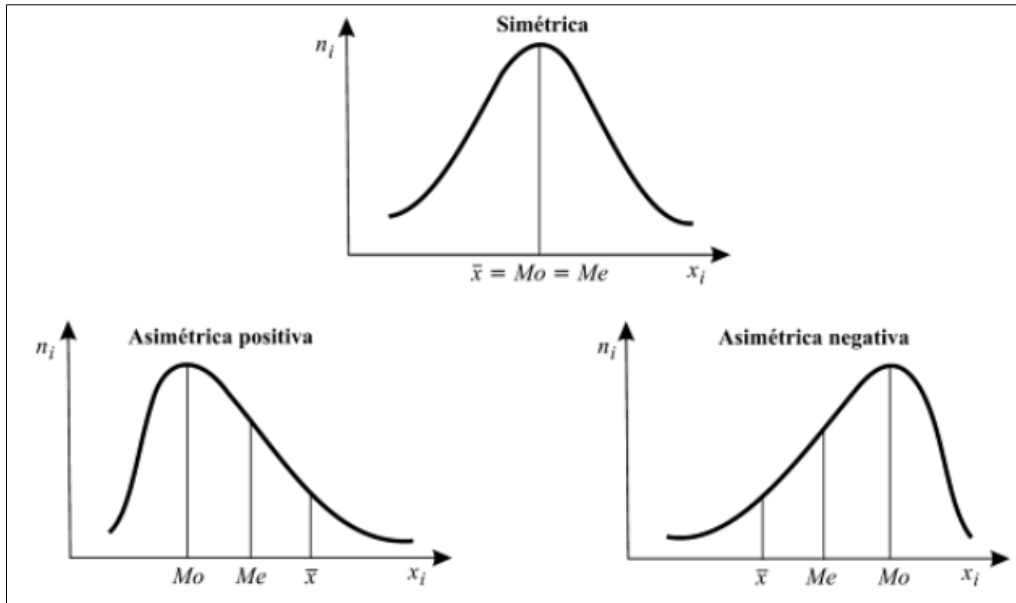 Simétrica
n_i
x̄ = Mo = Me
x_i
Asimétrica positiva
n_i
Mo Me x̄ x_i
Asimétrica negativa
n_i
x̄ Me Mo x_i